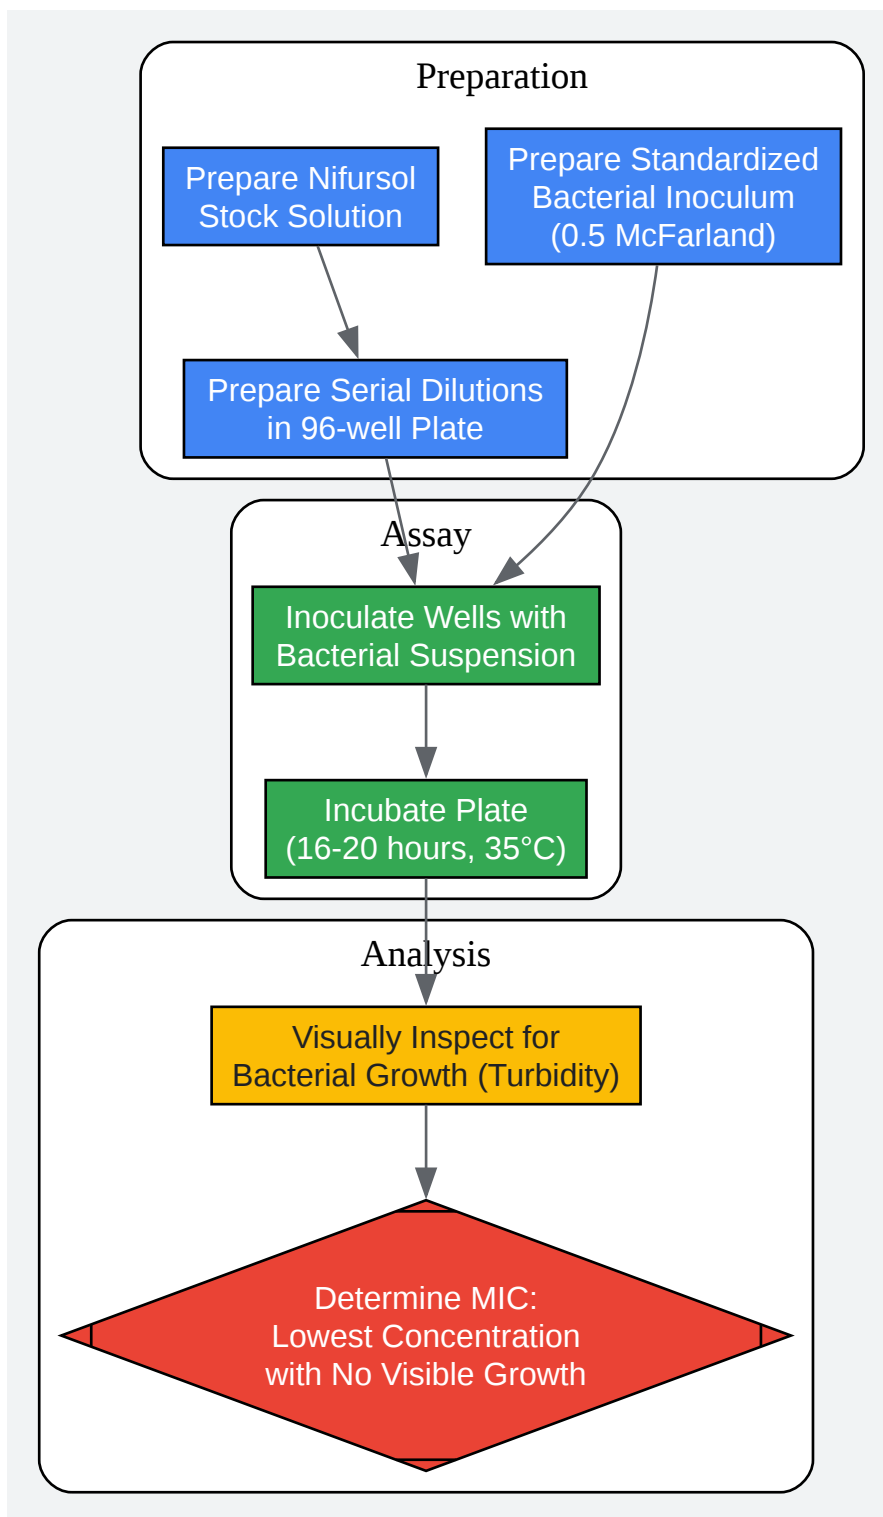 Preparation
Prepare Nifursol
Stock Solution
Prepare Standardized
Bacterial Inoculum
(0.5 McFarland)
Prepare Serial Dilutions
in 96-well Plate
Assay
Inoculate Wells with
Bacterial Suspension
Incubate Plate
(16-20 hours, 35°C)
Analysis
Visually Inspect for
Bacterial Growth (Turbidity)
Determine MIC:
Lowest Concentration
with No Visible Growth